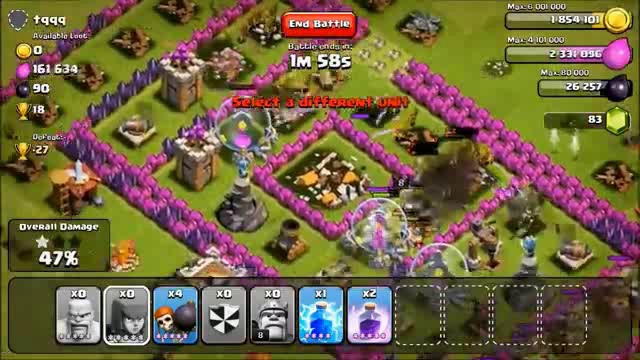 tqqq
Available Loot:
0
161 634
90
18
Defeat:
-27
End Battle
Battle ends in:
1M 58s
Select a different unit
Max: 6 001 000
1 854 101
Max: 4 101 000
2 331 096
Max: 80 000
26 257
83
8
Overall Damage
47%
x0
x0
x4
x0
x0
x1
x2
8